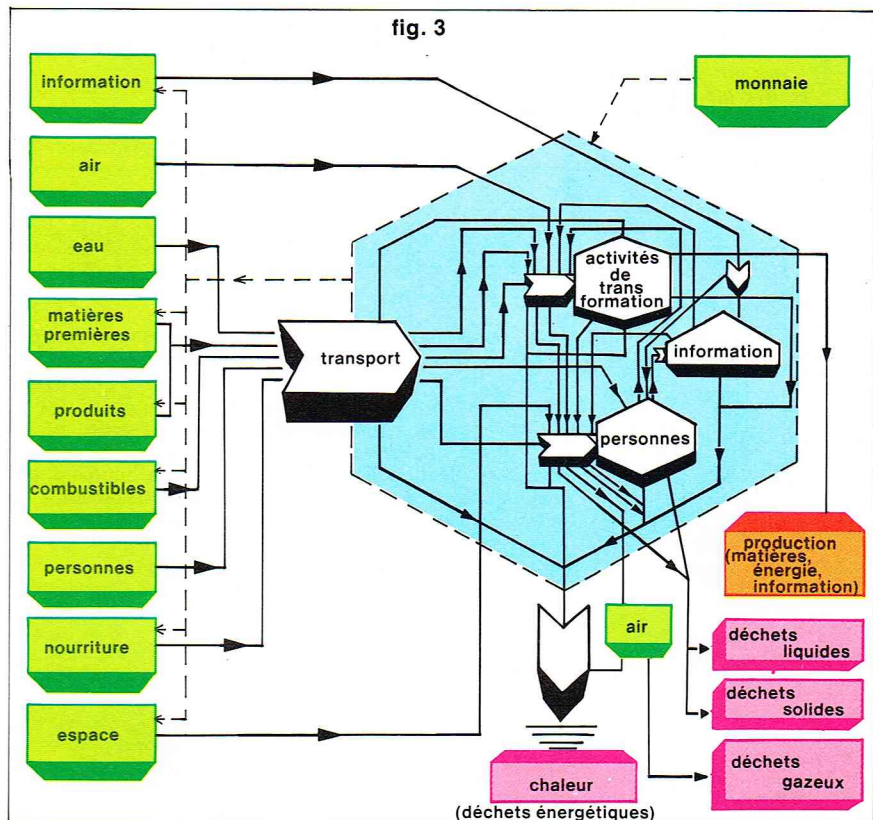 fig. 3
information
monnaie
air
eau
matières
premières
produits
combustibles
personnes
nourriture
espace
transport
activités
de
trans
formation
information
personnes
production
(matières,
énergie,
information)
air
déchets
liquides
déchets
solides
déchets
gazeux
chaleur
(déchets énergétiques)